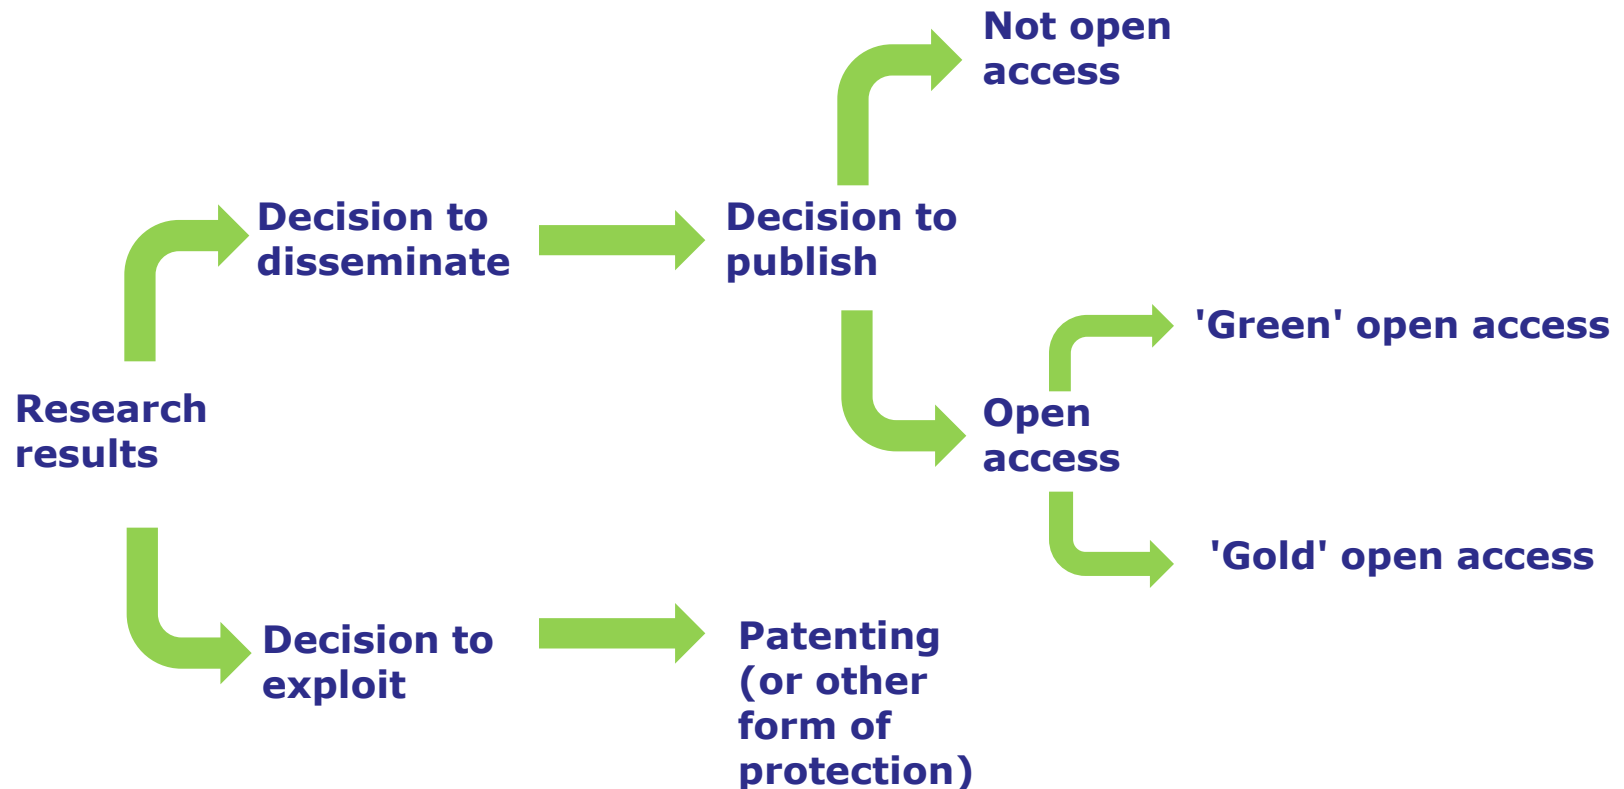 Not open
access
Decision to
disseminate
Decision to
publish
'Green' open access
Research
results
Open
access
'Gold' open access
Decision to
exploit
Patenting
(or other
form of
protection)